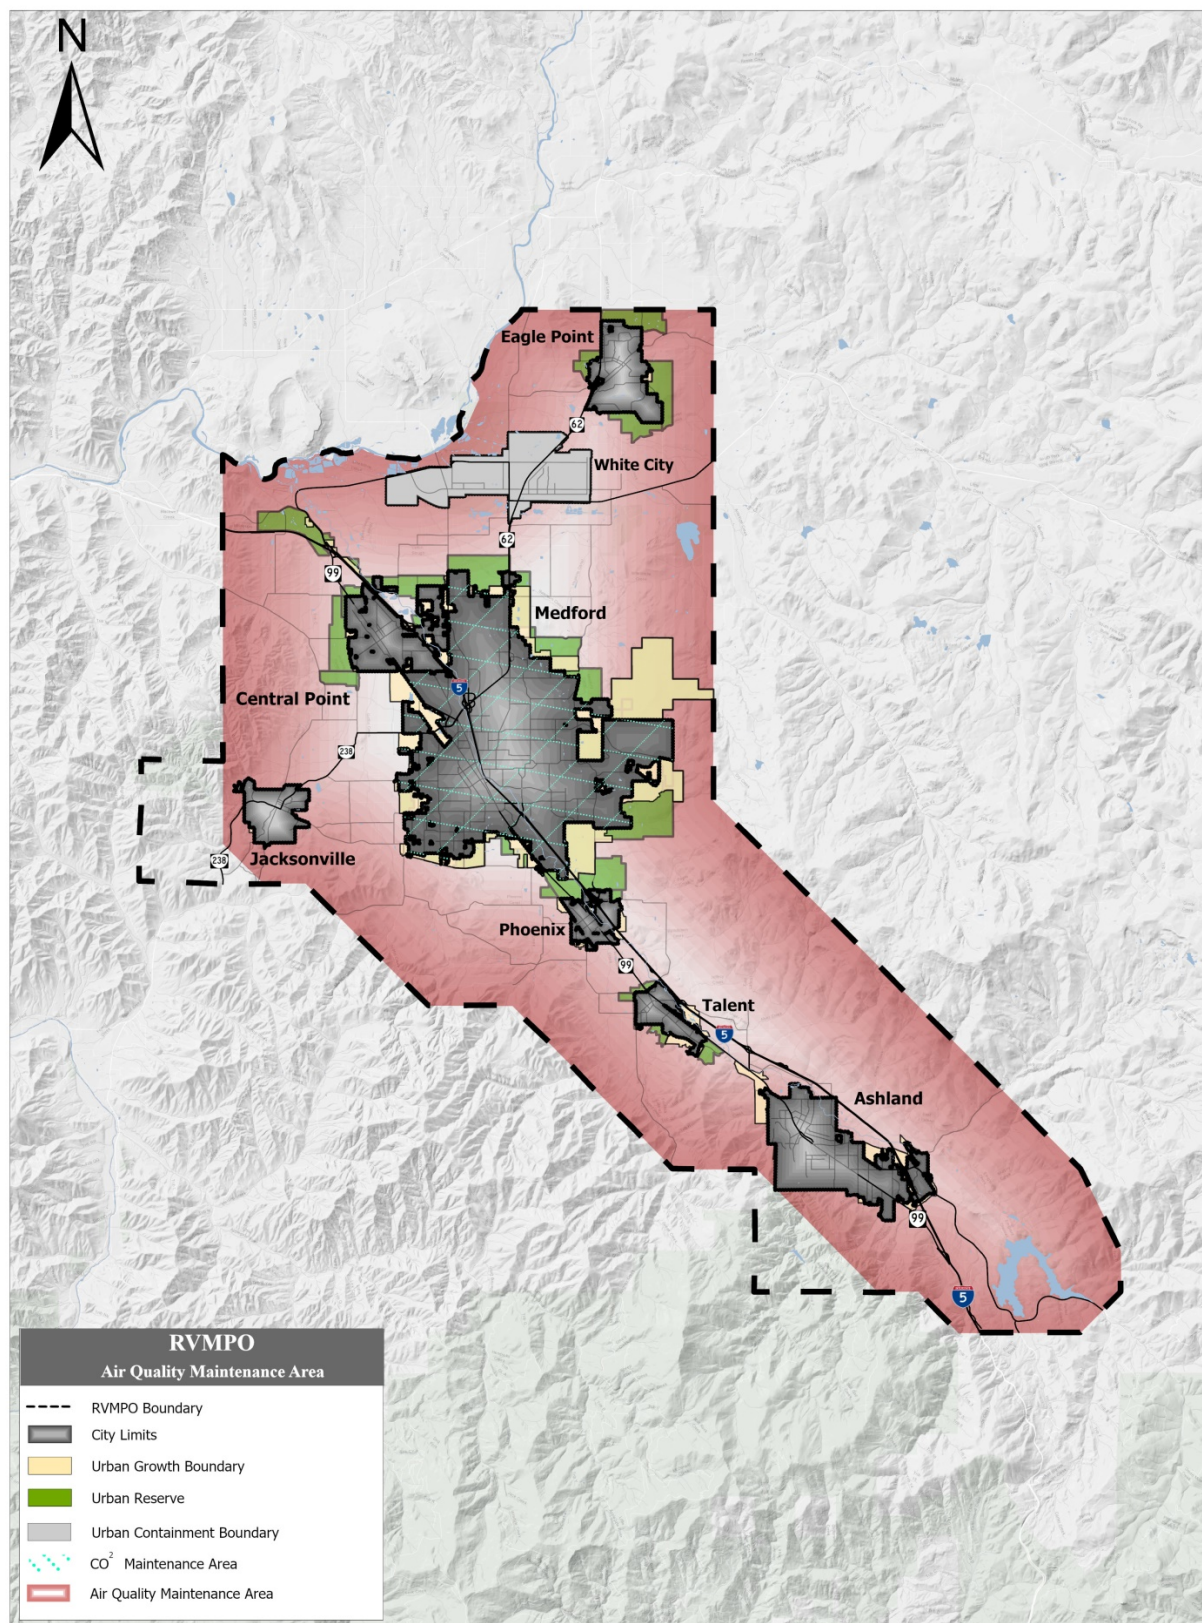 N
Eagle Point
62
White City
62
99
Medford
5
Central Point
238
Jacksonville
238
Phoenix
99
Talent
5
Ashland
99
5
RVMPO
Air Quality Maintenance Area
RVMPO Boundary
City Limits
Urban Growth Boundary
Urban Reserve
Urban Containment Boundary
CO² Maintenance Area
Air Quality Maintenance Area